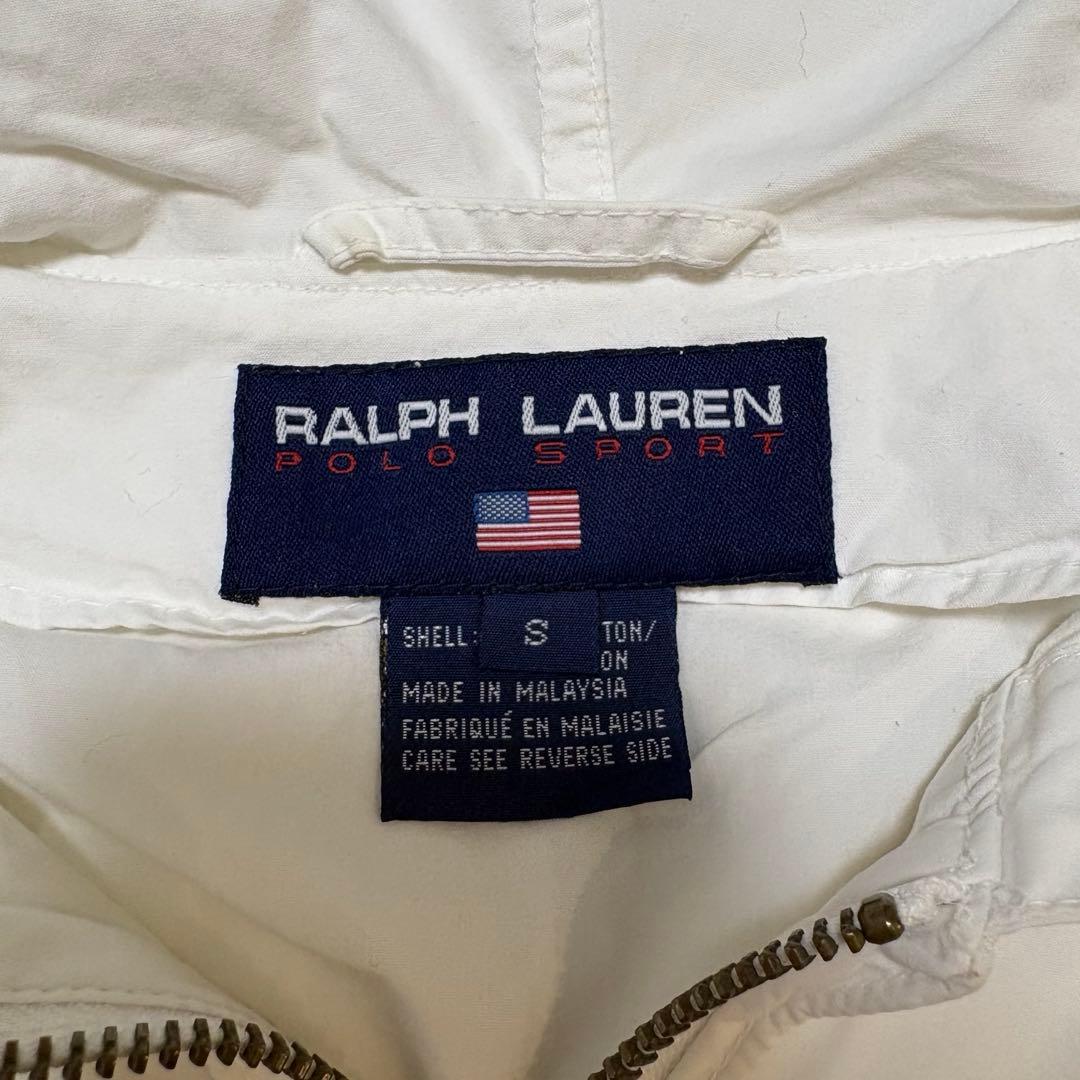 RALPH LAUREN
POLO SPORT
SHELL: S TON/
ON
MADE IN MALAYSIA
FABRIQUÉ EN MALAISIE
CARE SEE REVERSE SIDE